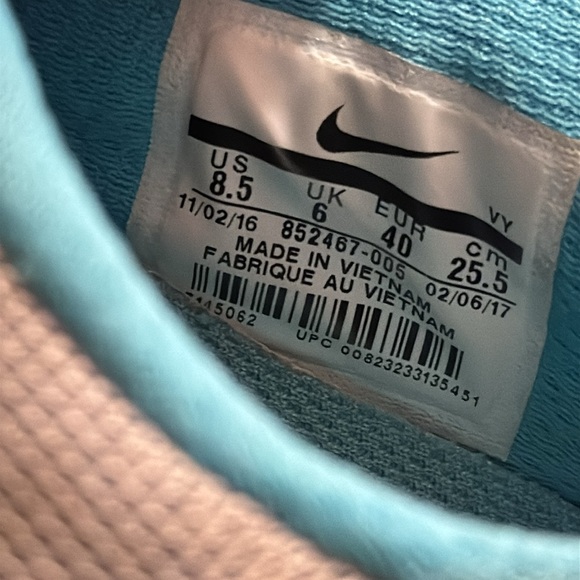 VY
US UK EUR cm
8.5 6 40 25.5
11/02/16 852467-005 02/06/17
MADE IN VIETNAM
FABRIQUE AU VIETNAM
UPC 00823233135451